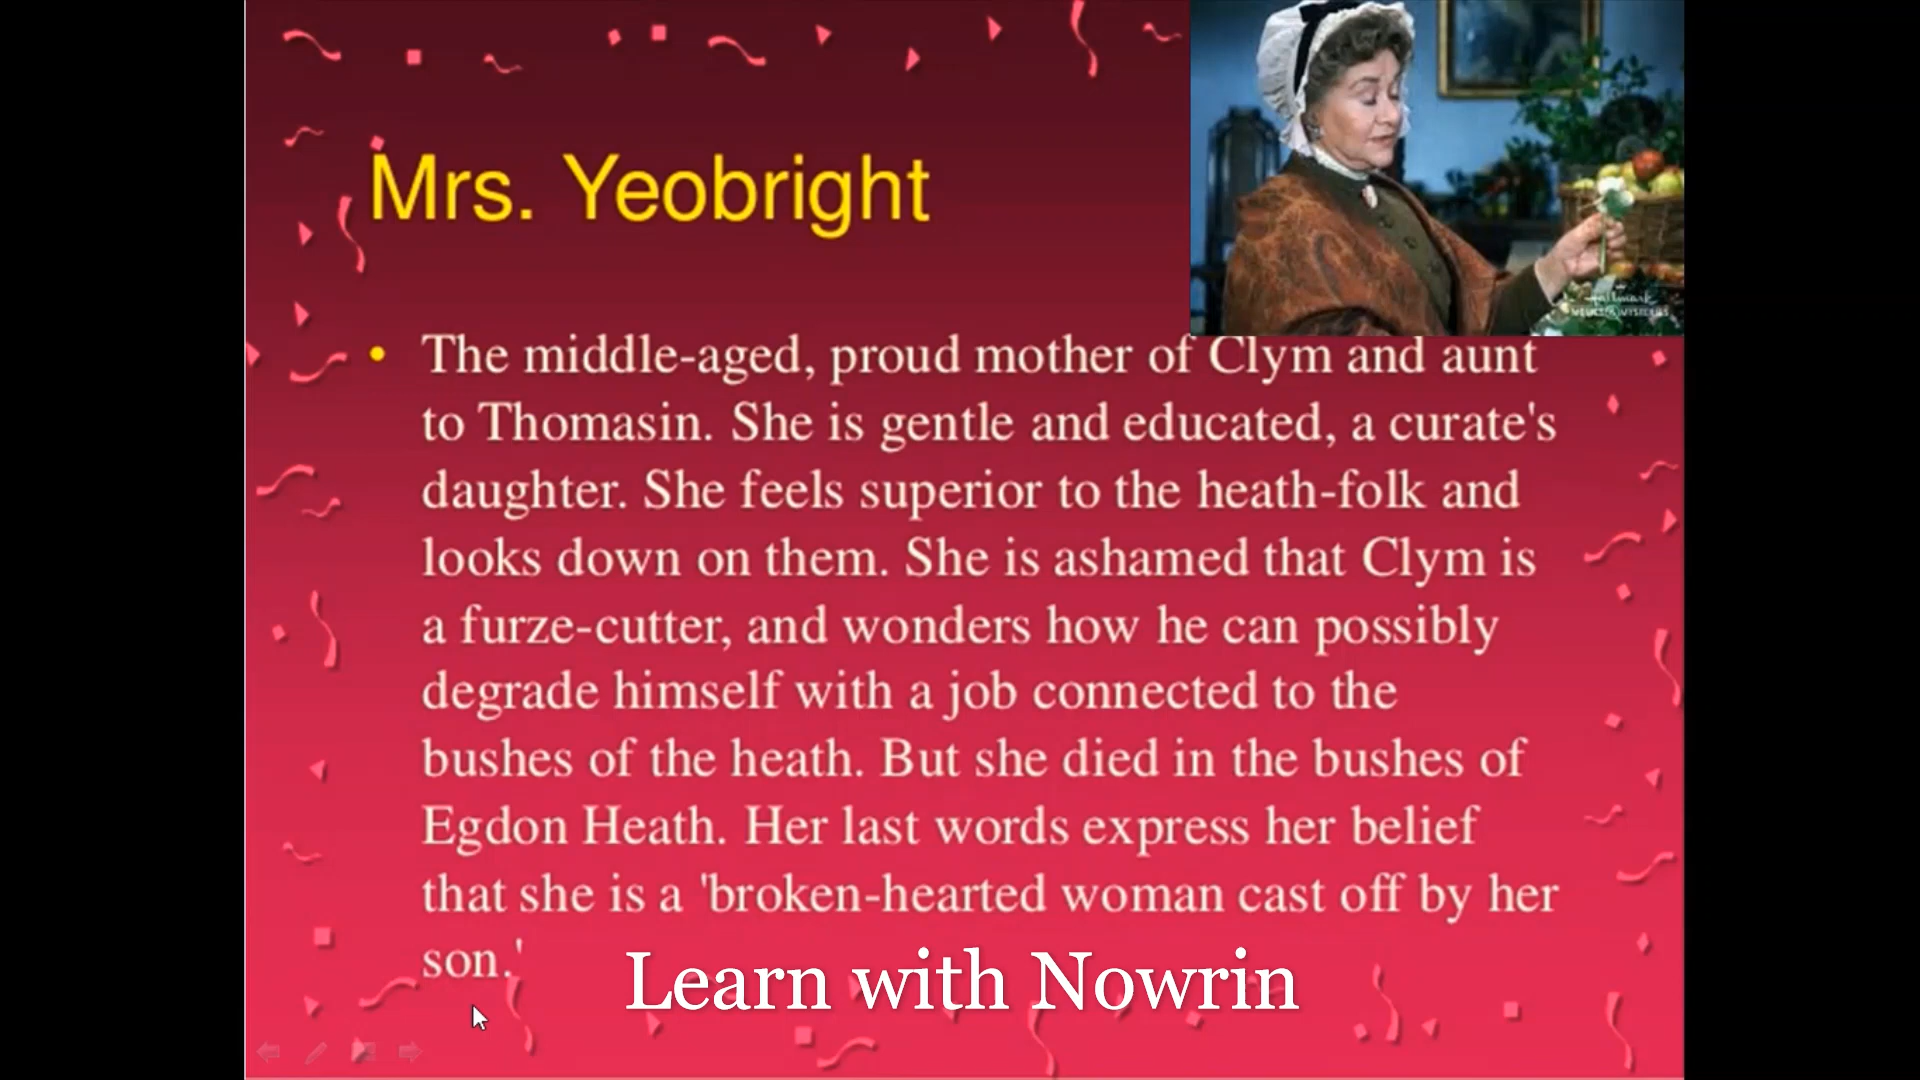 Mrs. Yeobright
Hallmark
MOVIES & MYSTERIES
• The middle-aged, proud mother of Clym and aunt
to Thomasin. She is gentle and educated, a curate's
daughter. She feels superior to the heath-folk and
looks down on them. She is ashamed that Clym is
a furze-cutter, and wonders how he can possibly
degrade himself with a job connected to the
bushes of the heath. But she died in the bushes of
Egdon Heath. Her last words express her belief
that she is a 'broken-hearted woman cast off by her
son.'
Learn with Nowrin